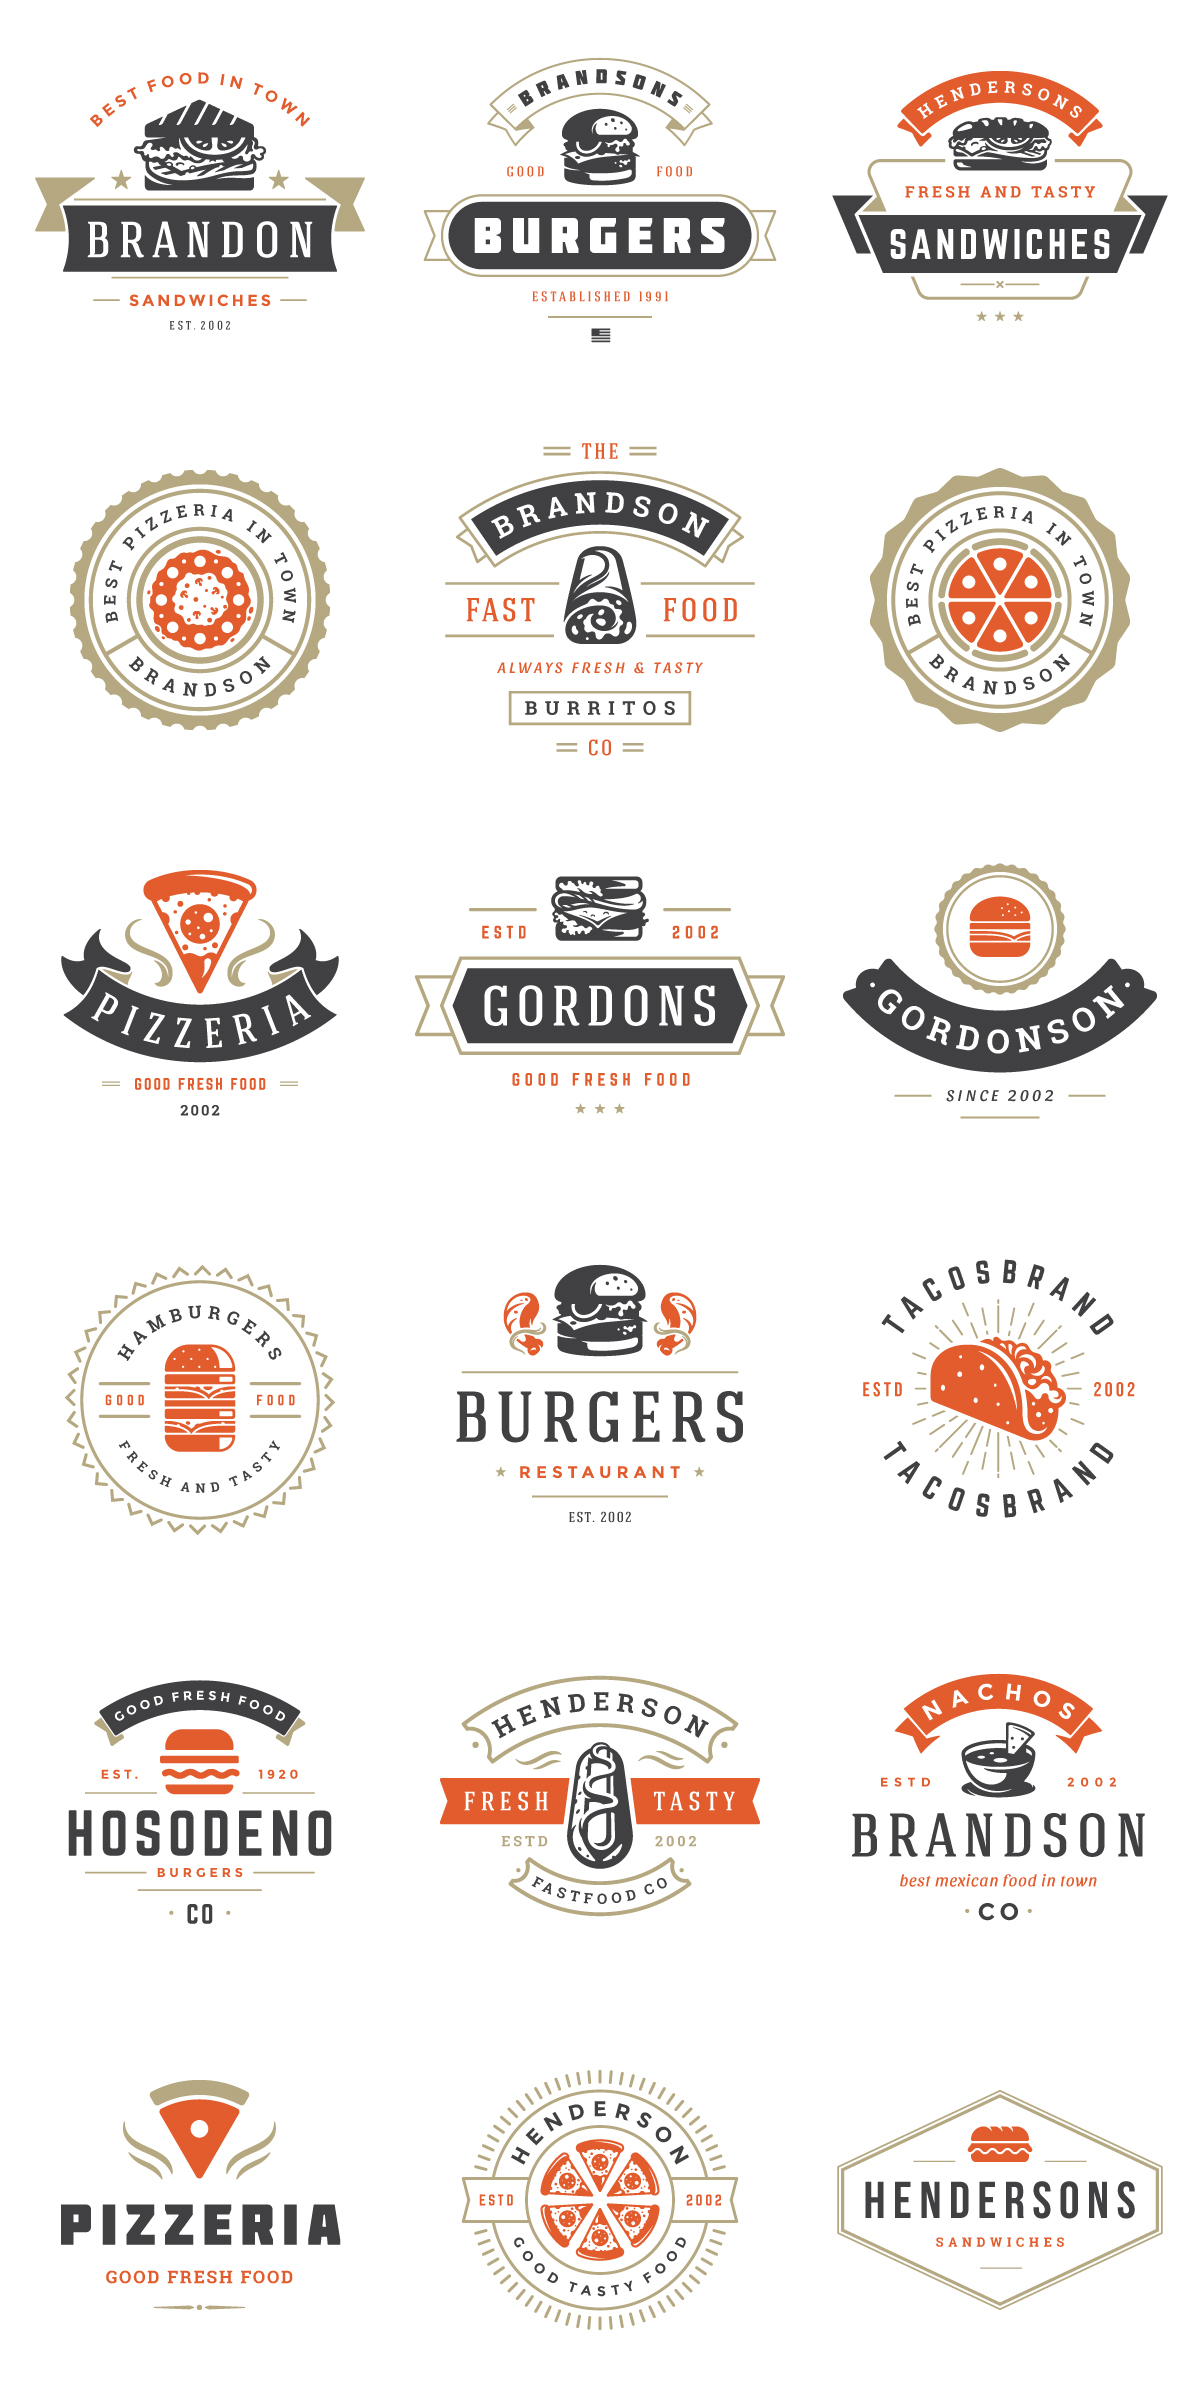 BEST FOOD IN TOWN
BRANDON
SANDWICHES
EST. 2002
BRANDSONS
GOOD FOOD
BURGERS
ESTABLISHED 1991
HENDERSONS
FRESH AND TASTY
SANDWICHES
BEST PIZZERIA IN TOWN
BRANDSON
THE
BRANDSON
FAST FOOD
ALWAYS FRESH & TASTY
BURRITOS
CO
BEST PIZZERIA IN TOWN
BRANDSON
PIZZERIA
GOOD FRESH FOOD
2002
ESTD 2002
GORDONS
GOOD FRESH FOOD
GORDONSON
SINCE 2002
HAMBURGERS
GOOD FOOD
FRESH AND TASTY
BURGERS
RESTAURANT
EST. 2002
TACOSBRAND
ESTD 2002
TACOSBRAND
GOOD FRESH FOOD
EST. 1920
HOSODENO
BURGERS
CO
HENDERSON
FRESH TASTY
ESTD 2002
FASTFOOD CO
NACHOS
ESTD 2002
BRANDSON
best mexican food in town
CO
PIZZERIA
GOOD FRESH FOOD
HENDERSON
ESTD 2002
GOOD TASTY FOOD
HENDERSONS
SANDWICHES